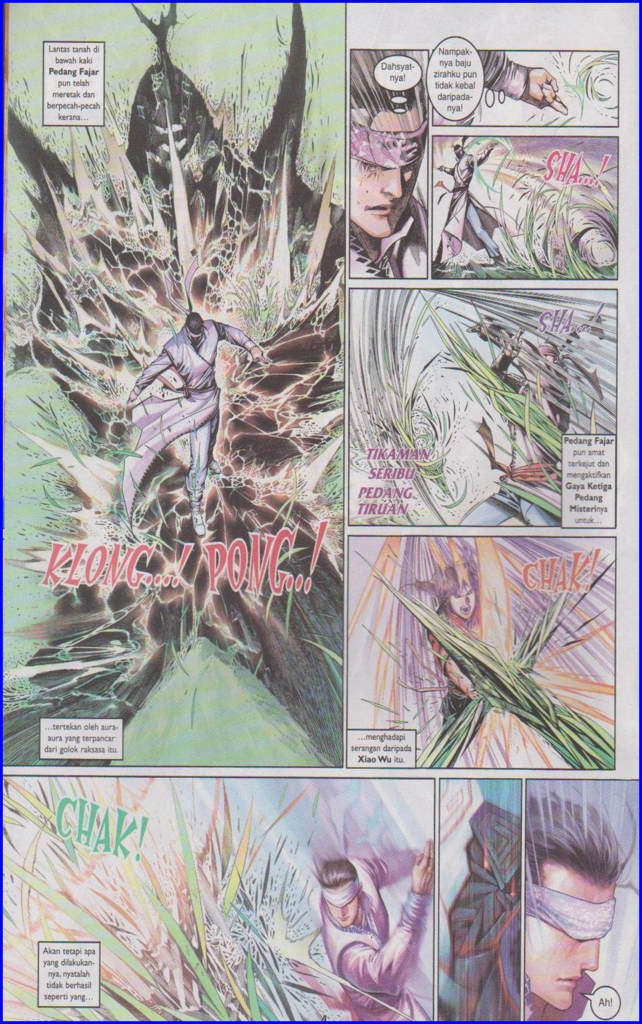 Lantas tanah di
bawah kaki
Pedang Fajar
pun telah
meretak dan
berpecah-pecah
kerana...
KLONG....! PONG...!
...tertekan oleh aura-
aura yang terpancar
dari golok raksasa itu.
Dahsyat-
nya!
Nampak-
nya baju
zirahku pun
tidak kebal
daripada-
nya!
SHA...!
SHA...!
TIKAMAN
SERIBU
PEDANG
TIRUAN
Pedang Fajar
pun amat
terkejut dan
mengaktifkan
Gaya Ketiga
Pedang
Misterinya
untuk...
CHAK!
...menghadapi
serangan daripada
Xiao Wu itu.
CHAK!
Akan tetapi apa
yang dilakukan-
nya, nyatalah
tidak berhasil
seperti yang...
Ah!